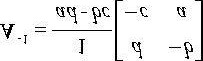 A⁻¹ = 1/(ad - bc) [d -b
-c a]